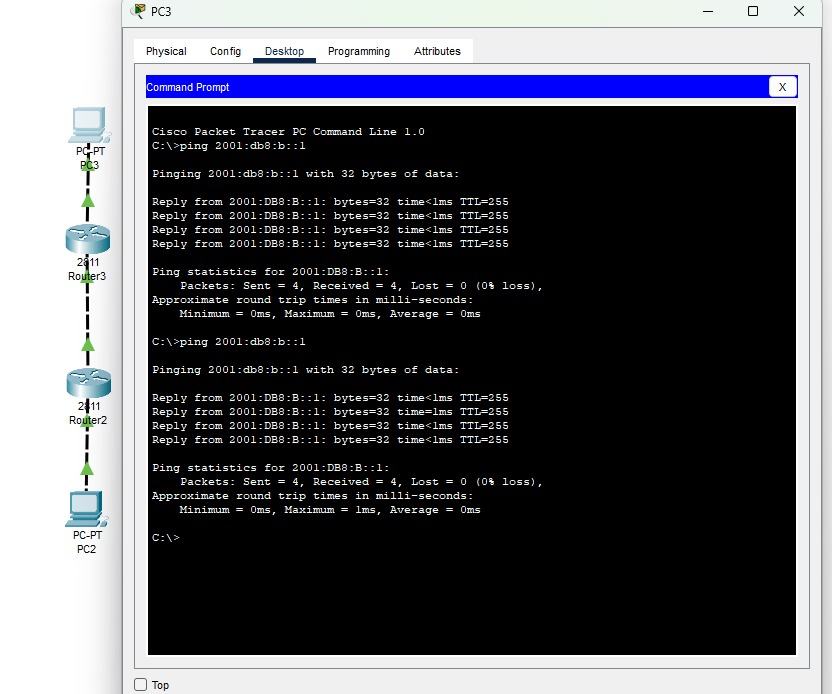 PC3
Physical Config Desktop Programming Attributes
Command Prompt
X
Cisco Packet Tracer PC Command Line 1.0
C:\>ping 2001:db8:b::1
Pinging 2001:db8:b::1 with 32 bytes of data:
Reply from 2001:DB8:B::1: bytes=32 time<1ms TTL=255
Reply from 2001:DB8:B::1: bytes=32 time<1ms TTL=255
Reply from 2001:DB8:B::1: bytes=32 time<1ms TTL=255
Reply from 2001:DB8:B::1: bytes=32 time<1ms TTL=255
Ping statistics for 2001:DB8:B::1:
Packets: Sent = 4, Received = 4, Lost = 0 (0% loss),
Approximate round trip times in milli-seconds:
Minimum = 0ms, Maximum = 0ms, Average = 0ms
C:\>ping 2001:db8:b::1
Pinging 2001:db8:b::1 with 32 bytes of data:
Reply from 2001:DB8:B::1: bytes=32 time<1ms TTL=255
Reply from 2001:DB8:B::1: bytes=32 time=1ms TTL=255
Reply from 2001:DB8:B::1: bytes=32 time<1ms TTL=255
Reply from 2001:DB8:B::1: bytes=32 time<1ms TTL=255
Ping statistics for 2001:DB8:B::1:
Packets: Sent = 4, Received = 4, Lost = 0 (0% loss),
Approximate round trip times in milli-seconds:
Minimum = 0ms, Maximum = 1ms, Average = 0ms
C:\>
Top
PC-PT
PC3
2811
Router3
2811
Router2
PC-PT
PC2